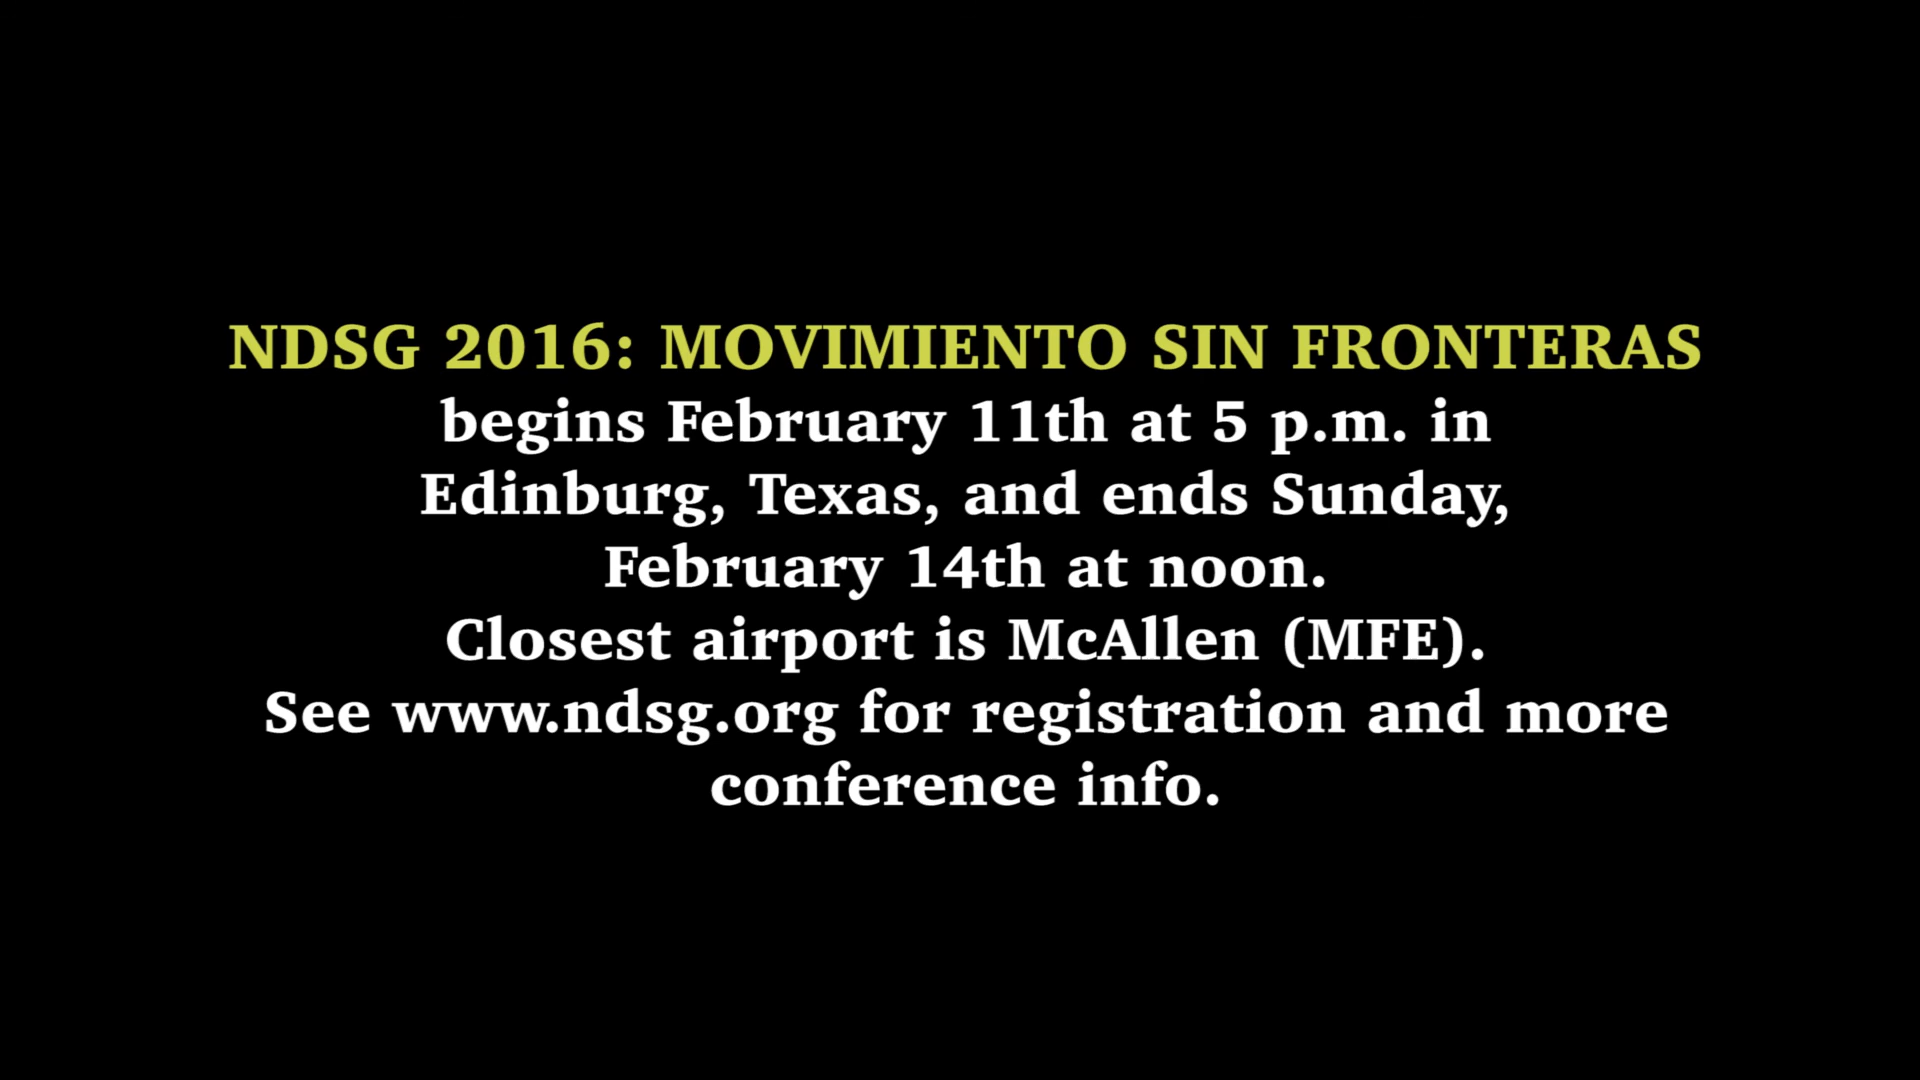 NDSG 2016: MOVIMIENTO SIN FRONTERAS
begins February 11th at 5 p.m. in
Edinburg, Texas, and ends Sunday,
February 14th at noon.
Closest airport is McAllen (MFE).
See www.ndsg.org for registration and more
conference info.